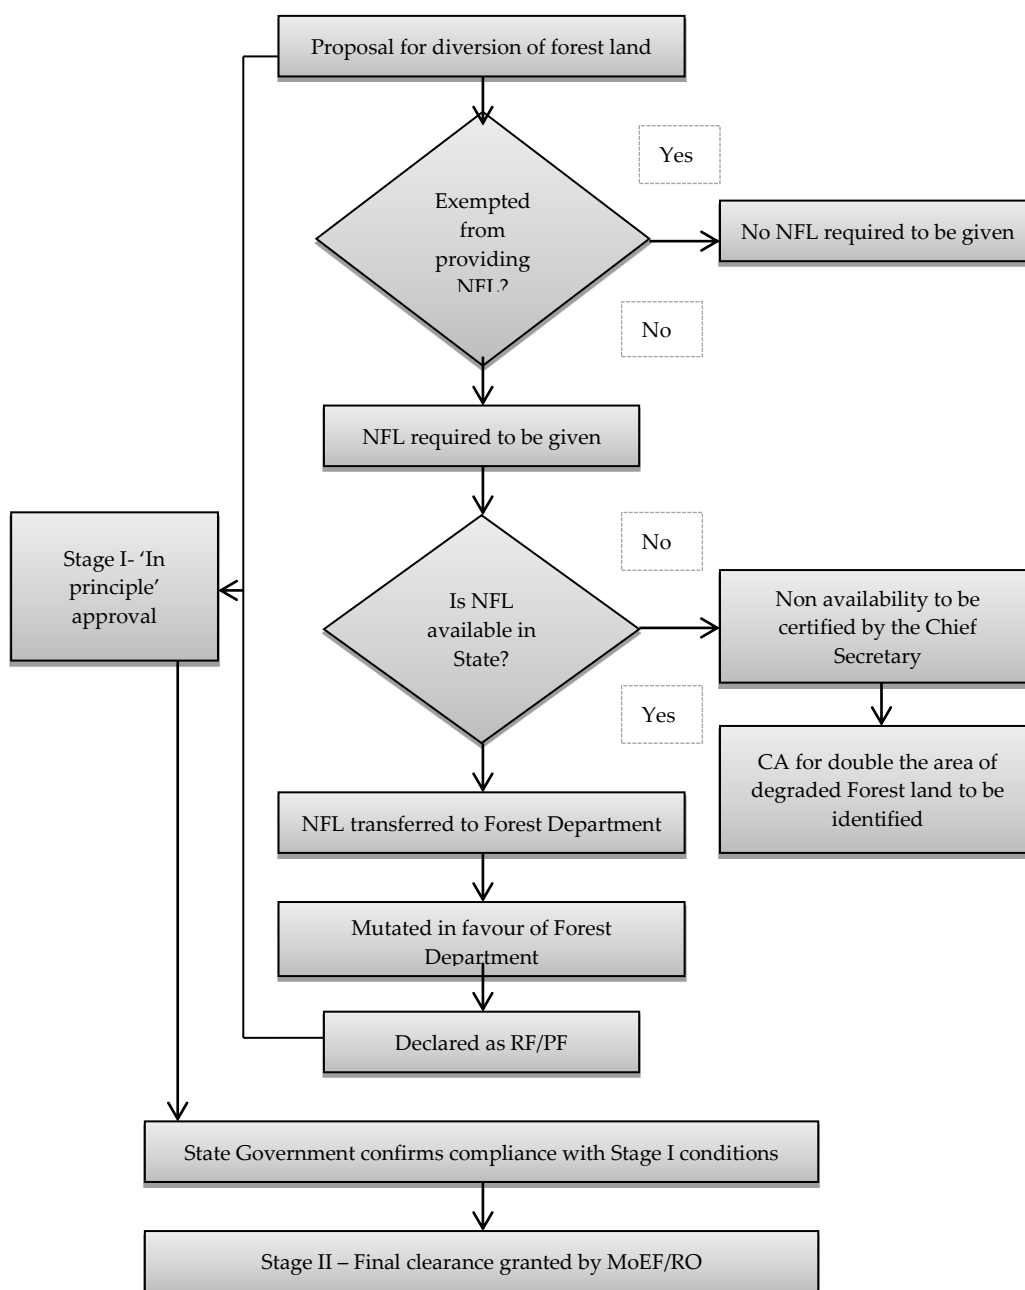 Proposal for diversion of forest land
Yes
Exempted
from
providing
NFL?
No NFL required to be given
No
NFL required to be given
Stage I- ‘In
principle’
approval
No
Is NFL
available in
State?
Non availability to be
certified by the Chief
Secretary
Yes
CA for double the area of
degraded Forest land to be
identified
NFL transferred to Forest Department
Mutated in favour of Forest
Department
Declared as RF/PF
State Government confirms compliance with Stage I conditions
Stage II – Final clearance granted by MoEF/RO